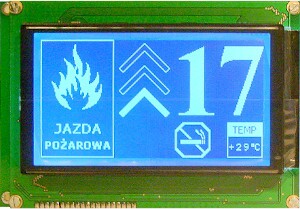 17
JAZDA
POŻAROWA
TEMP
+29°C